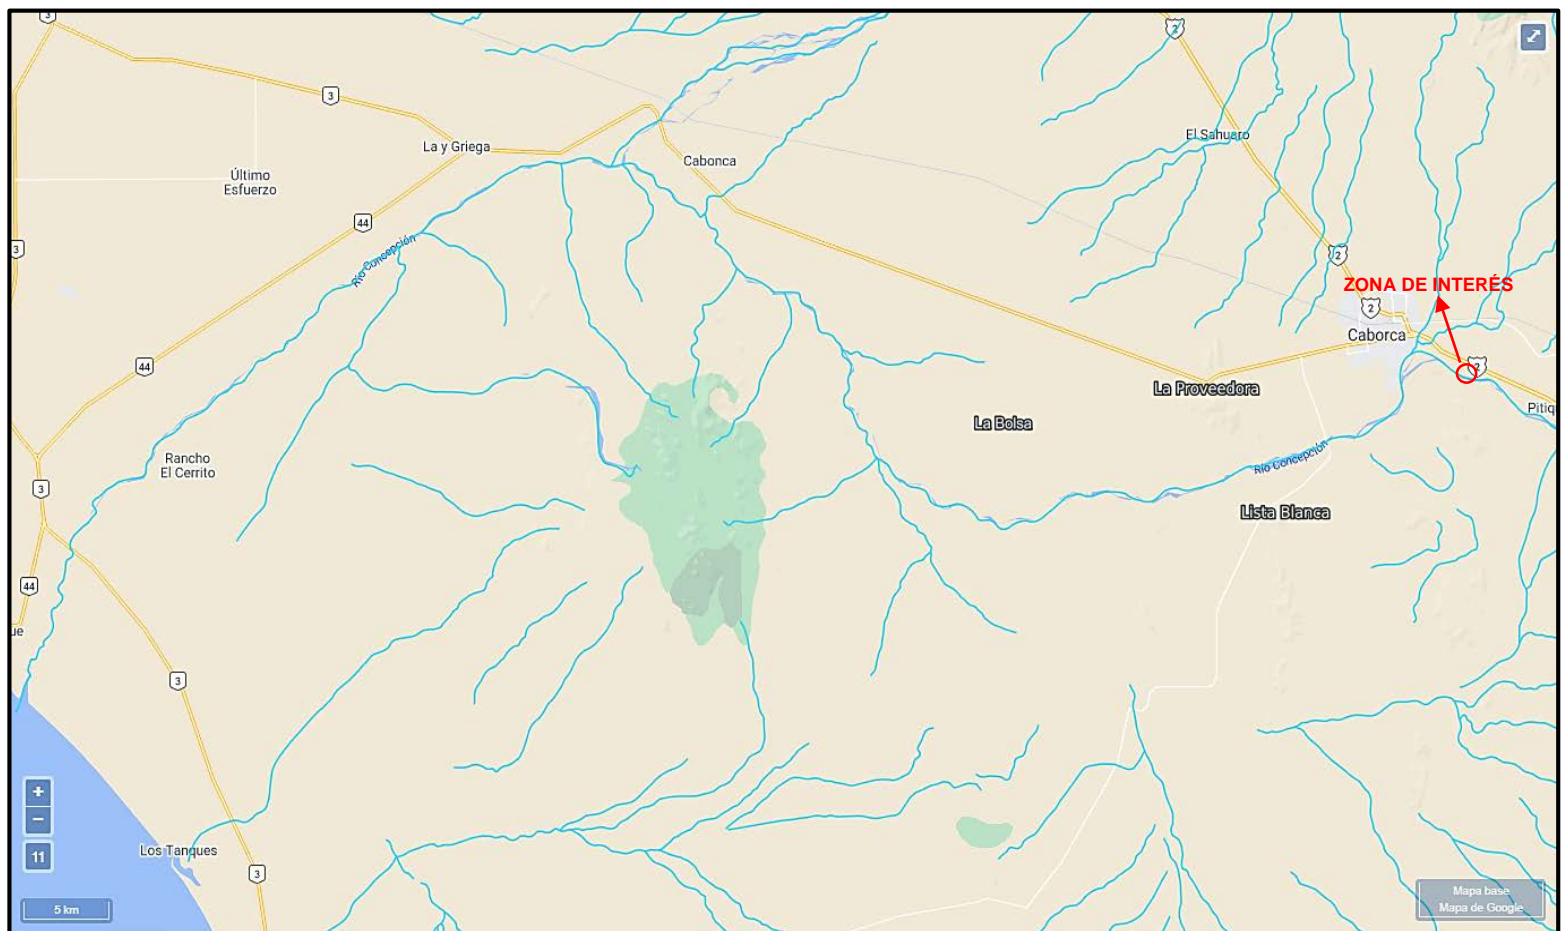 3
2
3
El Sahuaro
La y Griega
Cabonca
Último
Esfuerzo
44
3
Río Concepción
2
ZONA DE INTERÉS
2
Caborca
44
2
La Proveedora
Pitiq
La Bolsa
Río Concepción
Rancho
El Cerrito
3
Lista Blanca
44
ue
3
+
−
11
Los Tanques
3
5 km
Mapa base
Mapa de Google